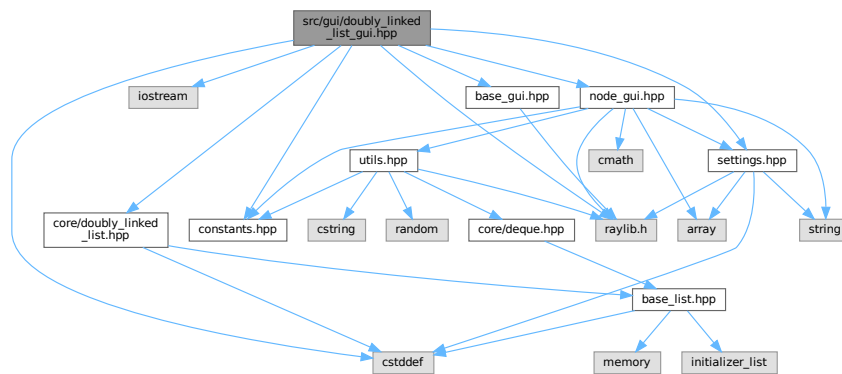 src/gui/doubly_linked
_list_gui.hpp
iostream
base_gui.hpp
node_gui.hpp
utils.hpp
cmath
settings.hpp
core/doubly_linked
_list.hpp
constants.hpp
cstring
random
core/deque.hpp
raylib.h
array
string
base_list.hpp
cstddef
memory
initializer_list